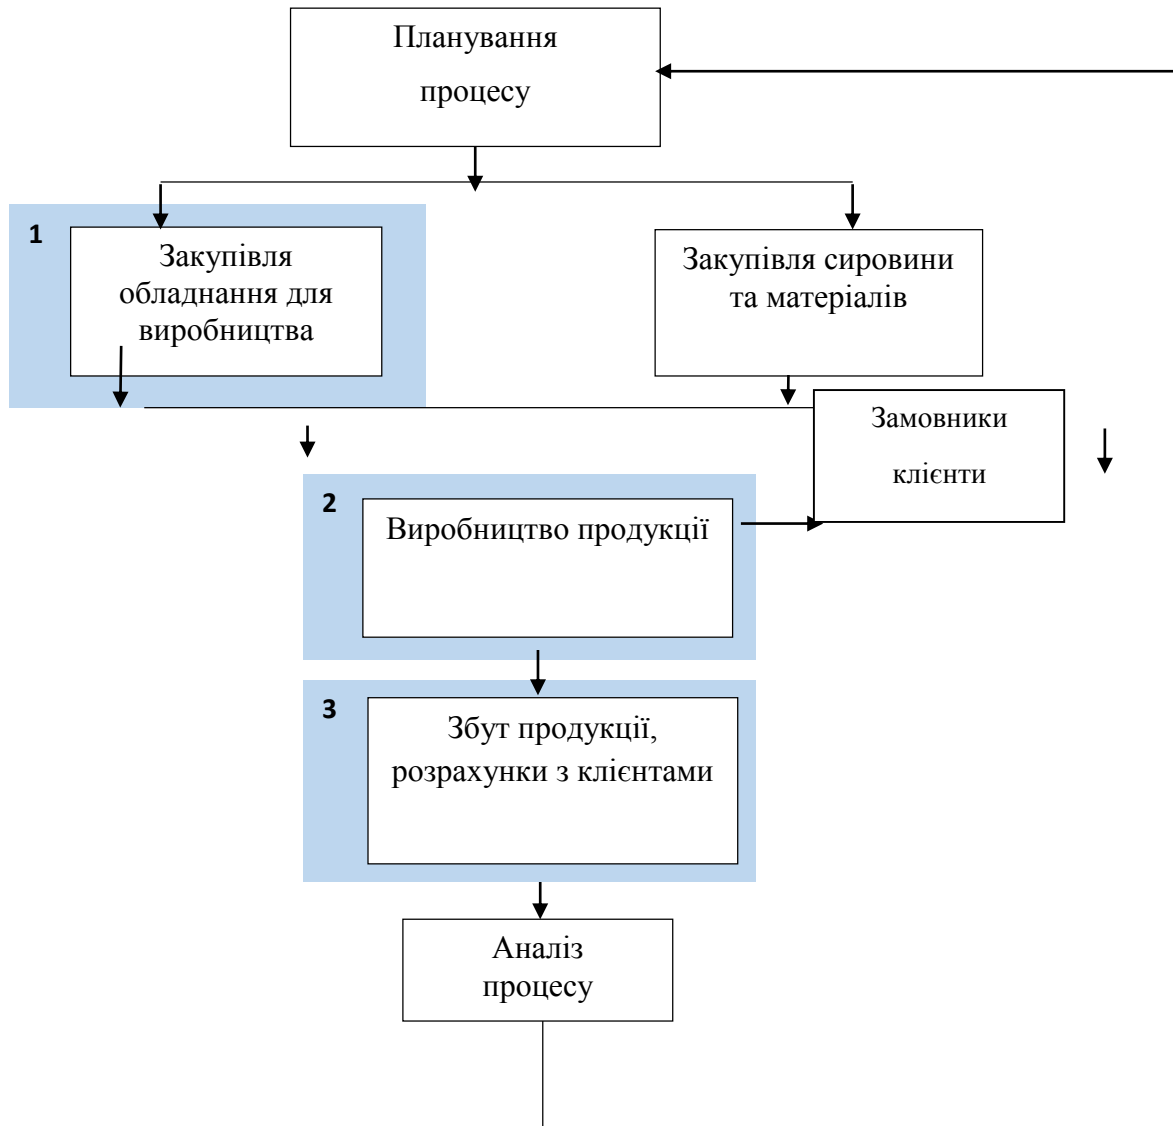 Планування
процесу
1
Закупівля
обладнання для
виробництва
Закупівля сировини
та матеріалів
Замовники
клієнти
2
Виробництво продукції
3
Збут продукції,
розрахунки з клієнтами
Аналіз
процесу